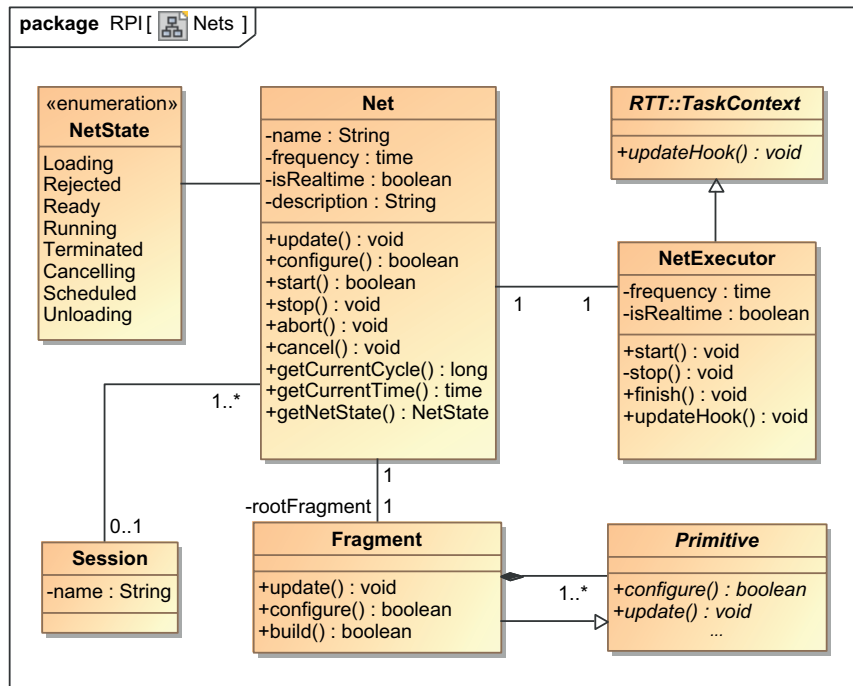 package RPI [ Nets ]
«enumeration»
NetState
Loading
Rejected
Ready
Running
Terminated
Cancelling
Scheduled
Unloading
Net
-name : String
-frequency : time
-isRealtime : boolean
-description : String
+update() : void
+configure() : boolean
+start() : boolean
+stop() : void
+abort() : void
+cancel() : void
+getCurrentCycle() : long
+getCurrentTime() : time
+getNetState() : NetState
RTT::TaskContext
+updateHook() : void
NetExecutor
-frequency : time
-isRealtime : boolean
+start() : void
-stop() : void
+finish() : void
+updateHook() : void
1
1
1..*
0..1
Session
-name : String
1
-rootFragment
1
Fragment
+update() : void
+configure() : boolean
+build() : boolean
1..*
Primitive
+configure() : boolean
+update() : void
...